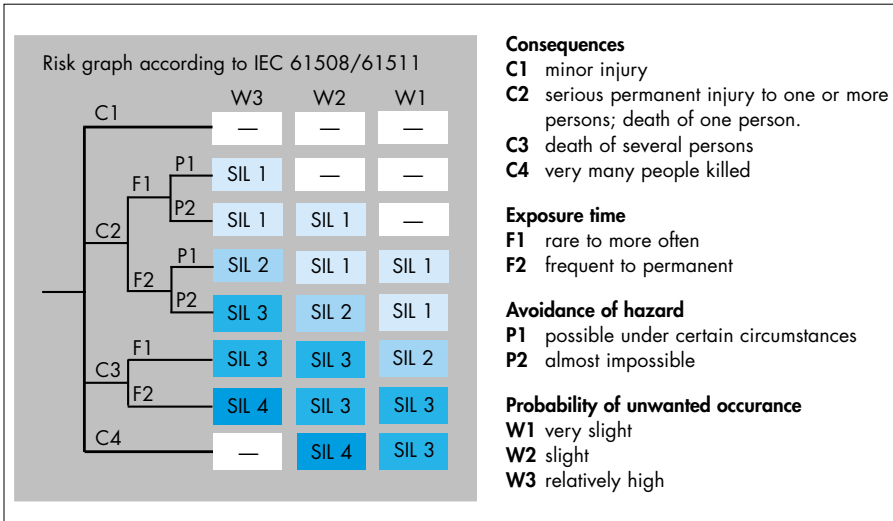 Risk graph according to IEC 61508/61511
W3 W2 W1
C1 — — —
C2 F1 P1 SIL 1 — —
P2 SIL 1 SIL 1 —
F2 P1 SIL 2 SIL 1 SIL 1
P2 SIL 3 SIL 2 SIL 1
C3 F1 SIL 3 SIL 3 SIL 2
F2 SIL 4 SIL 3 SIL 3
C4 — SIL 4 SIL 3
Consequences
C1 minor injury
C2 serious permanent injury to one or more
persons; death of one person.
C3 death of several persons
C4 very many people killed
Exposure time
F1 rare to more often
F2 frequent to permanent
Avoidance of hazard
P1 possible under certain circumstances
P2 almost impossible
Probability of unwanted occurance
W1 very slight
W2 slight
W3 relatively high